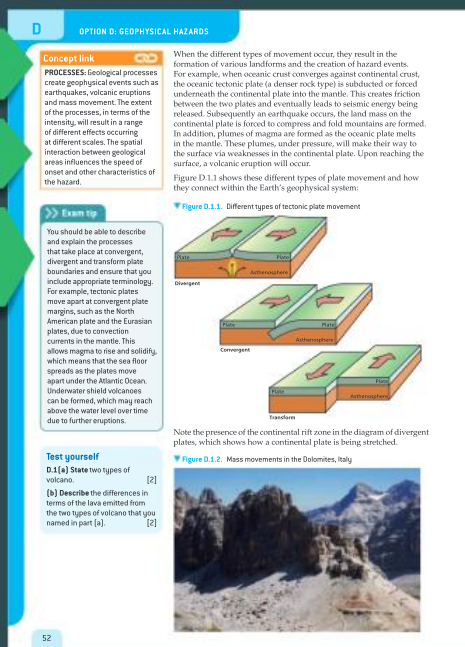 D
OPTION D: GEOPHYSICAL HAZARDS
Concept link
PROCESSES: Geological processes
create geophysical events such as
earthquakes, volcanic eruptions
and mass movement. The extent
of the processes, in terms of the
intensity, will result in a range
of different effects occurring
at different scales. The spatial
interaction between geological
areas influences the speed of
onset and other characteristics of
the hazard.
Exam tip
You should be able to describe
and explain the processes
that take place at convergent,
divergent and transform plate
boundaries and ensure that you
include appropriate terminology.
For example, tectonic plates
move apart at convergent plate
margins, such as the North
American plate and the Eurasian
plates, due to convection
currents in the mantle. This
allows magma to rise and solidify,
which means that the sea floor
spreads as the plates move
apart under the Atlantic Ocean.
Underwater shield volcanoes
can be formed, which may reach
above the water level over time
due to further eruptions.
Test yourself
D.1 (a) State two types of
volcano. [2]
(b) Describe the differences in
terms of the lava emitted from
the two types of volcano that you
named in part (a). [2]
When the different types of movement occur, they result in the
formation of various landforms and the creation of hazard events.
For example, when oceanic crust converges against continental crust,
the oceanic tectonic plate (a denser rock type) is subducted or forced
underneath the continental plate into the mantle. This creates friction
between the two plates and eventually leads to seismic energy being
released. Subsequently an earthquake occurs, the land mass on the
continental plate is forced to compress and fold mountains are formed.
In addition, plumes of magma are formed as the oceanic plate melts
in the mantle. These plumes, under pressure, will make their way to
the surface via weaknesses in the continental plate. Upon reaching the
surface, a volcanic eruption will occur.
Figure D.1.1 shows these different types of plate movement and how
they connect within the Earth's geophysical system:
Figure D.1.1. Different types of tectonic plate movement
Plate
Plate
Asthenosphere
Divergent
Plate
Plate
Asthenosphere
Convergent
Plate
Plate
Asthenosphere
Transform
Note the presence of the continental rift zone in the diagram of divergent
plates, which shows how a continental plate is being stretched.
Figure D.1.2. Mass movements in the Dolomites, Italy
52